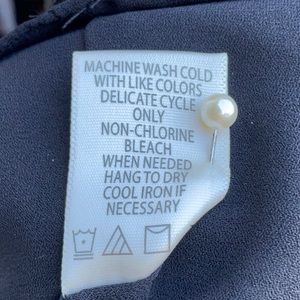 MACHINE WASH COLD
WITH LIKE COLORS
DELICATE CYCLE
ONLY
NON-CHLORINE
BLEACH
WHEN NEEDED
HANG TO DRY
COOL IRON IF
NECESSARY